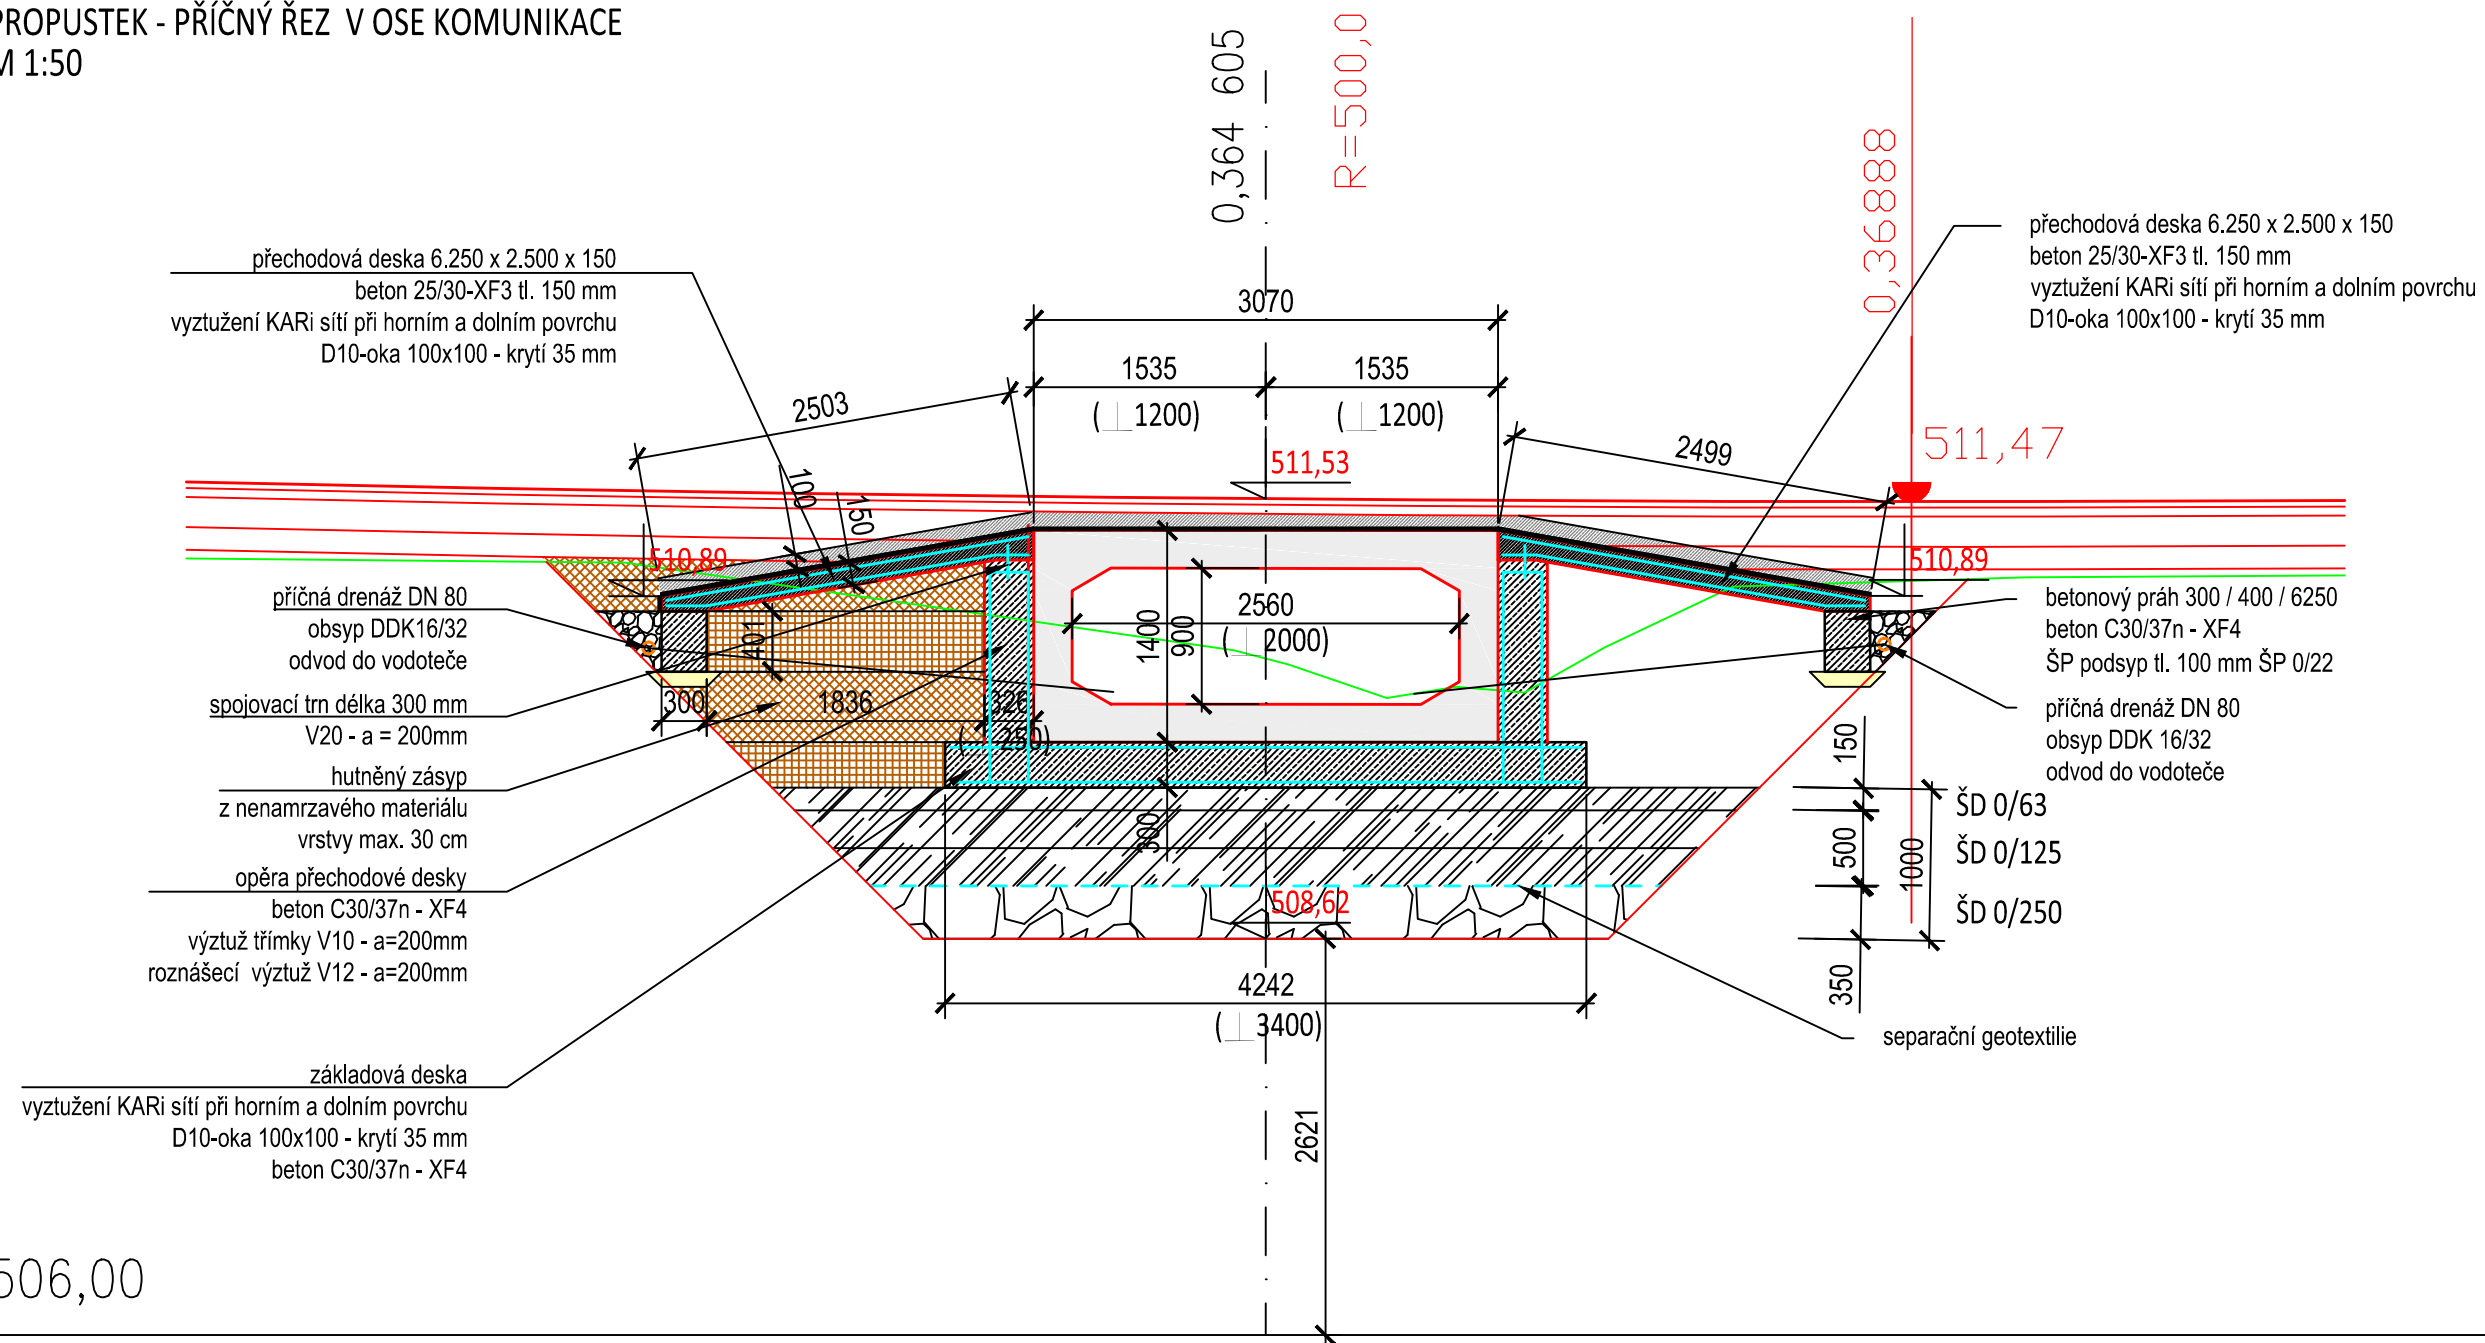 PROPUSTEK - PŘÍČNÝ ŘEZ V OSE KOMUNIKACE
M 1:50
0,364 605
R=500,0
0,36888
přechodová deska 6.250 x 2.500 x 150
beton 25/30-XF3 tl. 150 mm
vyztužení KARi sítí při horním a dolním povrchu
D10-oka 100x100 - krytí 35 mm
přechodová deska 6.250 x 2.500 x 150
beton 25/30-XF3 tl. 150 mm
vyztužení KARi sítí při horním a dolním povrchu
D10-oka 100x100 - krytí 35 mm
3070
1535
1535
(⊥1200)
(⊥1200)
2503
2499
511,53
511,47
100
150
510,89
510,89
příčná drenáž DN 80
obsyp DDK16/32
odvod do vodoteče
spojovací trn délka 300 mm
V20 - a = 200mm
hutněný zásyp
z nenamrzavého materiálu
vrstvy max. 30 cm
opěra přechodové desky
beton C30/37n - XF4
výztuž třímky V10 - a=200mm
roznášecí výztuž V12 - a=200mm
základová deska
vyztužení KARi sítí při horním a dolním povrchu
D10-oka 100x100 - krytí 35 mm
beton C30/37n - XF4
401
300
1836
326
(⊥250)
1400
900
2560
(⊥2000)
300
508,62
4242
(⊥3400)
2621
betonový práh 300 / 400 / 6250
beton C30/37n - XF4
ŠP podsyp tl. 100 mm ŠP 0/22
příčná drenáž DN 80
obsyp DDK 16/32
odvod do vodoteče
150
500
1000
350
ŠD 0/63
ŠD 0/125
ŠD 0/250
separační geotextilie
506,00